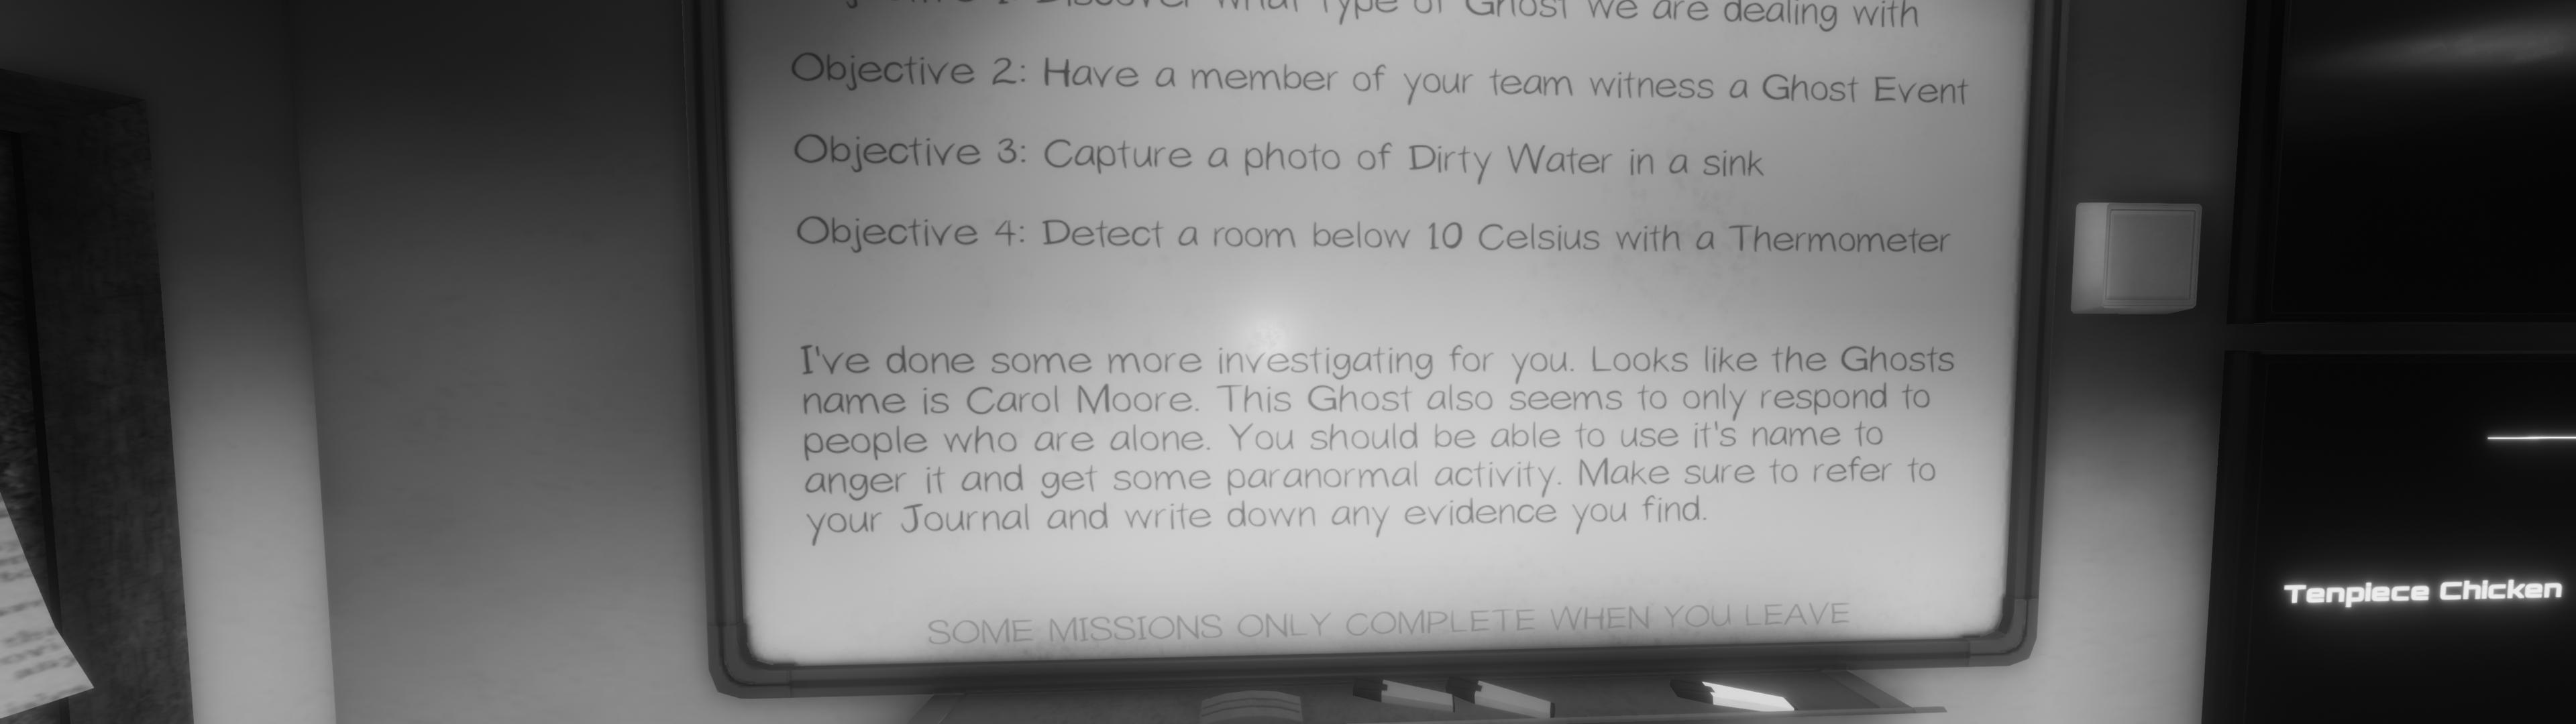 Discover what type of Ghost we are dealing with
Objective 2: Have a member of your team witness a Ghost Event
Objective 3: Capture a photo of Dirty Water in a sink
Objective 4: Detect a room below 10 Celsius with a Thermometer
I've done some more investigating for you. Looks like the Ghosts
name is Carol Moore. This Ghost also seems to only respond to
people who are alone. You should be able to use it's name to
anger it and get some paranormal activity. Make sure to refer to
your Journal and write down any evidence you find.
SOME MISSIONS ONLY COMPLETE WHEN YOU LEAVE
Tenpiece Chicken